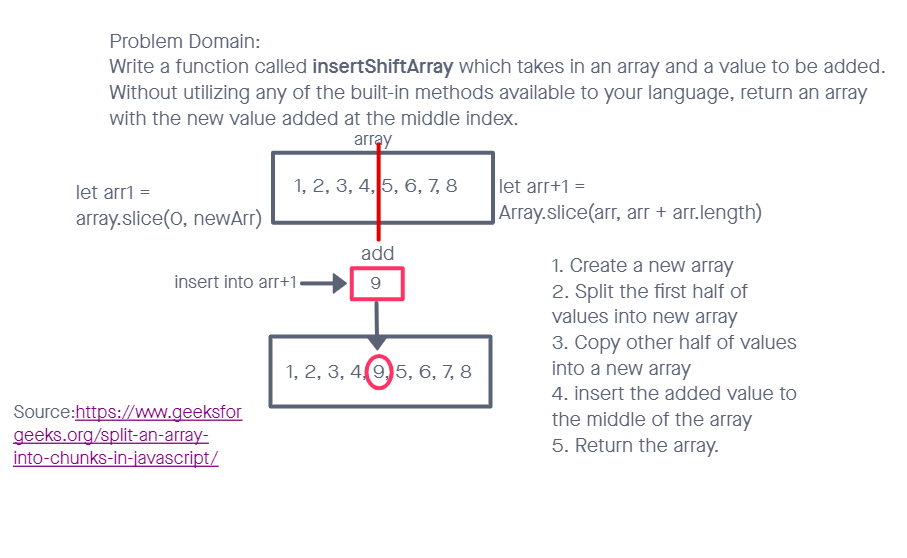 Problem Domain:
Write a function called insertShiftArray which takes in an array and a value to be added.
Without utilizing any of the built-in methods available to your language, return an array
with the new value added at the middle index.
array
1, 2, 3, 4, 5, 6, 7, 8
let arr1 =
array.slice(0, newArr)
let arr+1 =
Array.slice(arr, arr + arr.length)
add
insert into arr+1
9
1, 2, 3, 4, 9, 5, 6, 7, 8
1. Create a new array
2. Split the first half of
values into new array
3. Copy other half of values
into a new array
4. insert the added value to
the middle of the array
5. Return the array.
Source:https://www.geeksfor
geeks.org/split-an-array-
into-chunks-in-javascript/